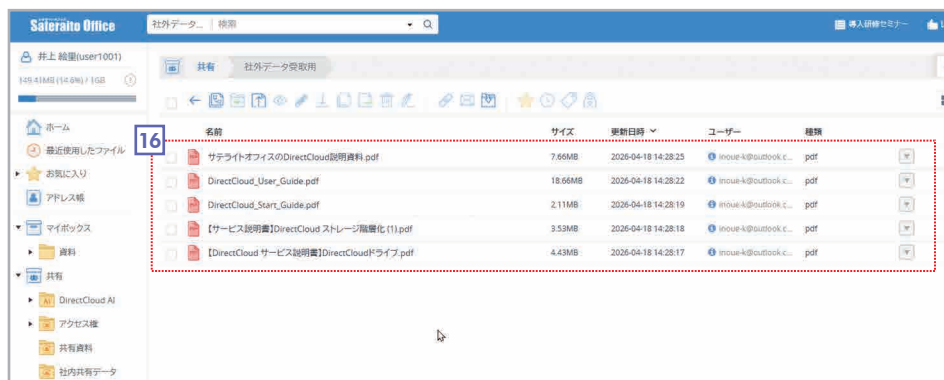 Sateraito Office
社外データ... 検索
導入研修セミナー
井上 絵里(user1001)
149.41MB (14.6%) / 1GB
共有 社外データ受取用
ホーム
最近使用したファイル
お気に入り
アドレス帳
マイボックス
資料
共有
DirectCloud AI
アクセス権
共有資料
社内共有データ
16
名前 サイズ 更新日時 ユーザー 種類
サテライトオフィスのDirectCloud説明資料.pdf 7.66MB 2026-04-18 14:28:25 inoue-k@outlook.c... pdf
DirectCloud_User_Guide.pdf 18.66MB 2026-04-18 14:28:22 inoue-k@outlook.c... pdf
DirectCloud_Start_Guide.pdf 2.11MB 2026-04-18 14:28:19 inoue-k@outlook.c... pdf
【サービス説明書】DirectCloud ストレージ階層化 (1).pdf 3.53MB 2026-04-18 14:28:18 inoue-k@outlook.c... pdf
【DirectCloud サービス説明書】DirectCloudドライブ.pdf 4.43MB 2026-04-18 14:28:17 inoue-k@outlook.c... pdf